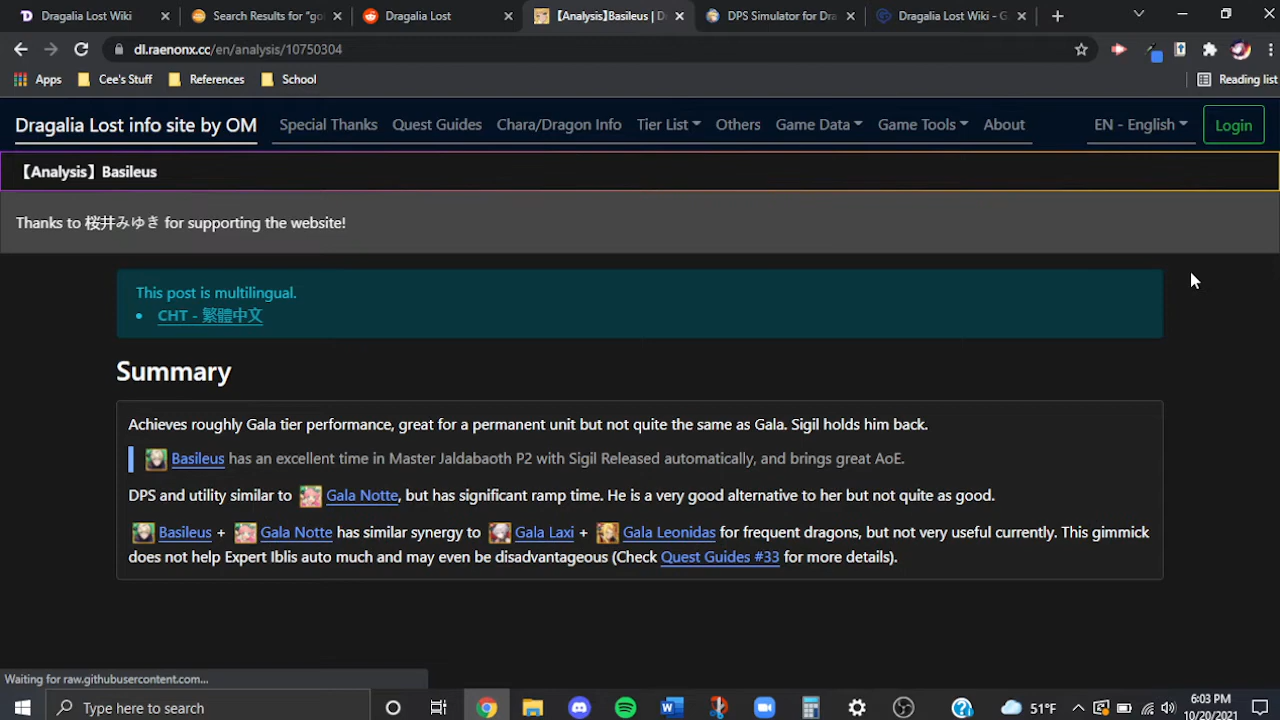 Dragalia Lost Wiki
Search Results for “go
Dragalia Lost
【Analysis】Basileus | D
DPS Simulator for Dra
Dragalia Lost Wiki - G
dl.raenonx.cc/en/analysis/10750304
Apps
Cee's Stuff
References
School
Reading list
Dragalia Lost info site by OM
Special Thanks
Quest Guides
Chara/Dragon Info
Tier List
Others
Game Data
Game Tools
About
EN - English
Login
【Analysis】Basileus
Thanks to 桜井みゆき for supporting the website!
This post is multilingual.
CHT - 繁體中文
Summary
Achieves roughly Gala tier performance, great for a permanent unit but not quite the same as Gala. Sigil holds him back.
Basileus has an excellent time in Master Jaldabaoth P2 with Sigil Released automatically, and brings great AoE.
DPS and utility similar to Gala Notte, but has significant ramp time. He is a very good alternative to her but not quite as good.
Basileus + Gala Notte has similar synergy to Gala Laxi + Gala Leonidas for frequent dragons, but not very useful currently. This gimmick
does not help Expert Iblis auto much and may even be disadvantageous (Check Quest Guides #33 for more details).
Waiting for raw.githubusercontent.com...
Type here to search
51°F
6:03 PM
10/20/2021